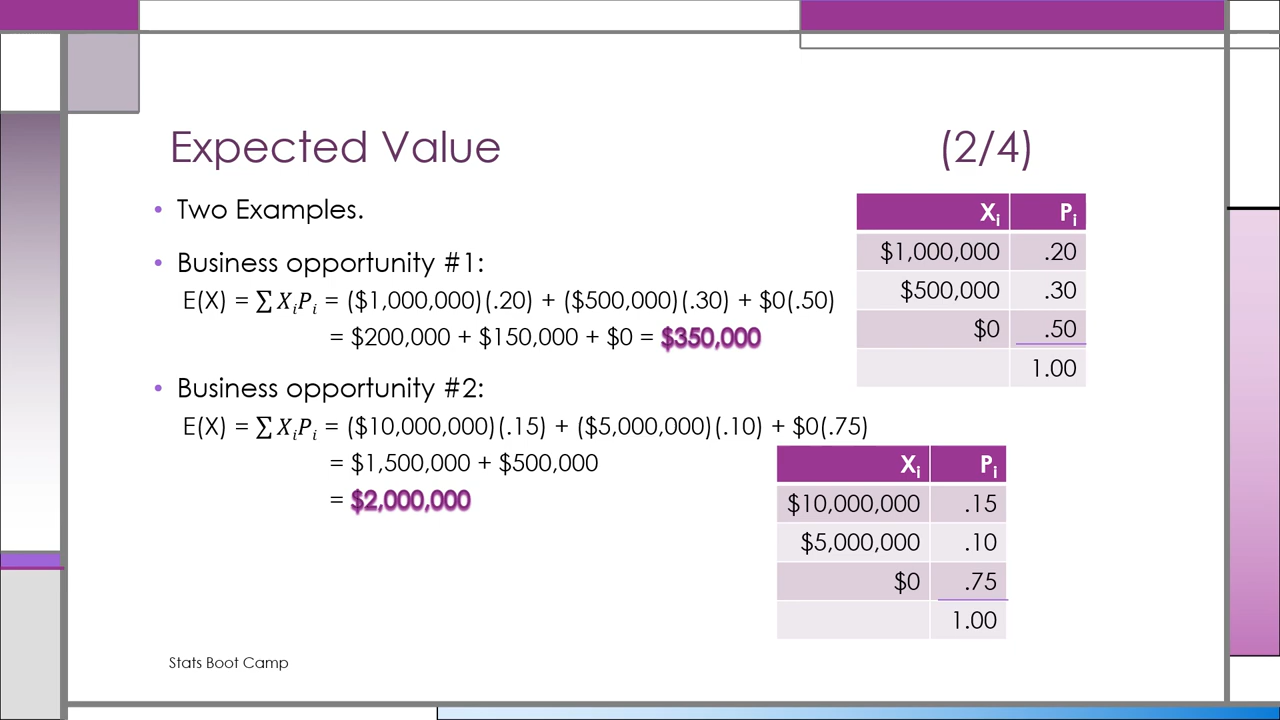 Expected Value (2/4)
• Two Examples.
• Business opportunity #1:
E(X) = ∑ XᵢPᵢ = ($1,000,000)(.20) + ($500,000)(.30) + $0(.50)
= $200,000 + $150,000 + $0 = $350,000
Xᵢ Pᵢ
$1,000,000 .20
$500,000 .30
$0 .50
1.00
• Business opportunity #2:
E(X) = ∑ XᵢPᵢ = ($10,000,000)(.15) + ($5,000,000)(.10) + $0(.75)
= $1,500,000 + $500,000
= $2,000,000
Xᵢ Pᵢ
$10,000,000 .15
$5,000,000 .10
$0 .75
1.00
Stats Boot Camp